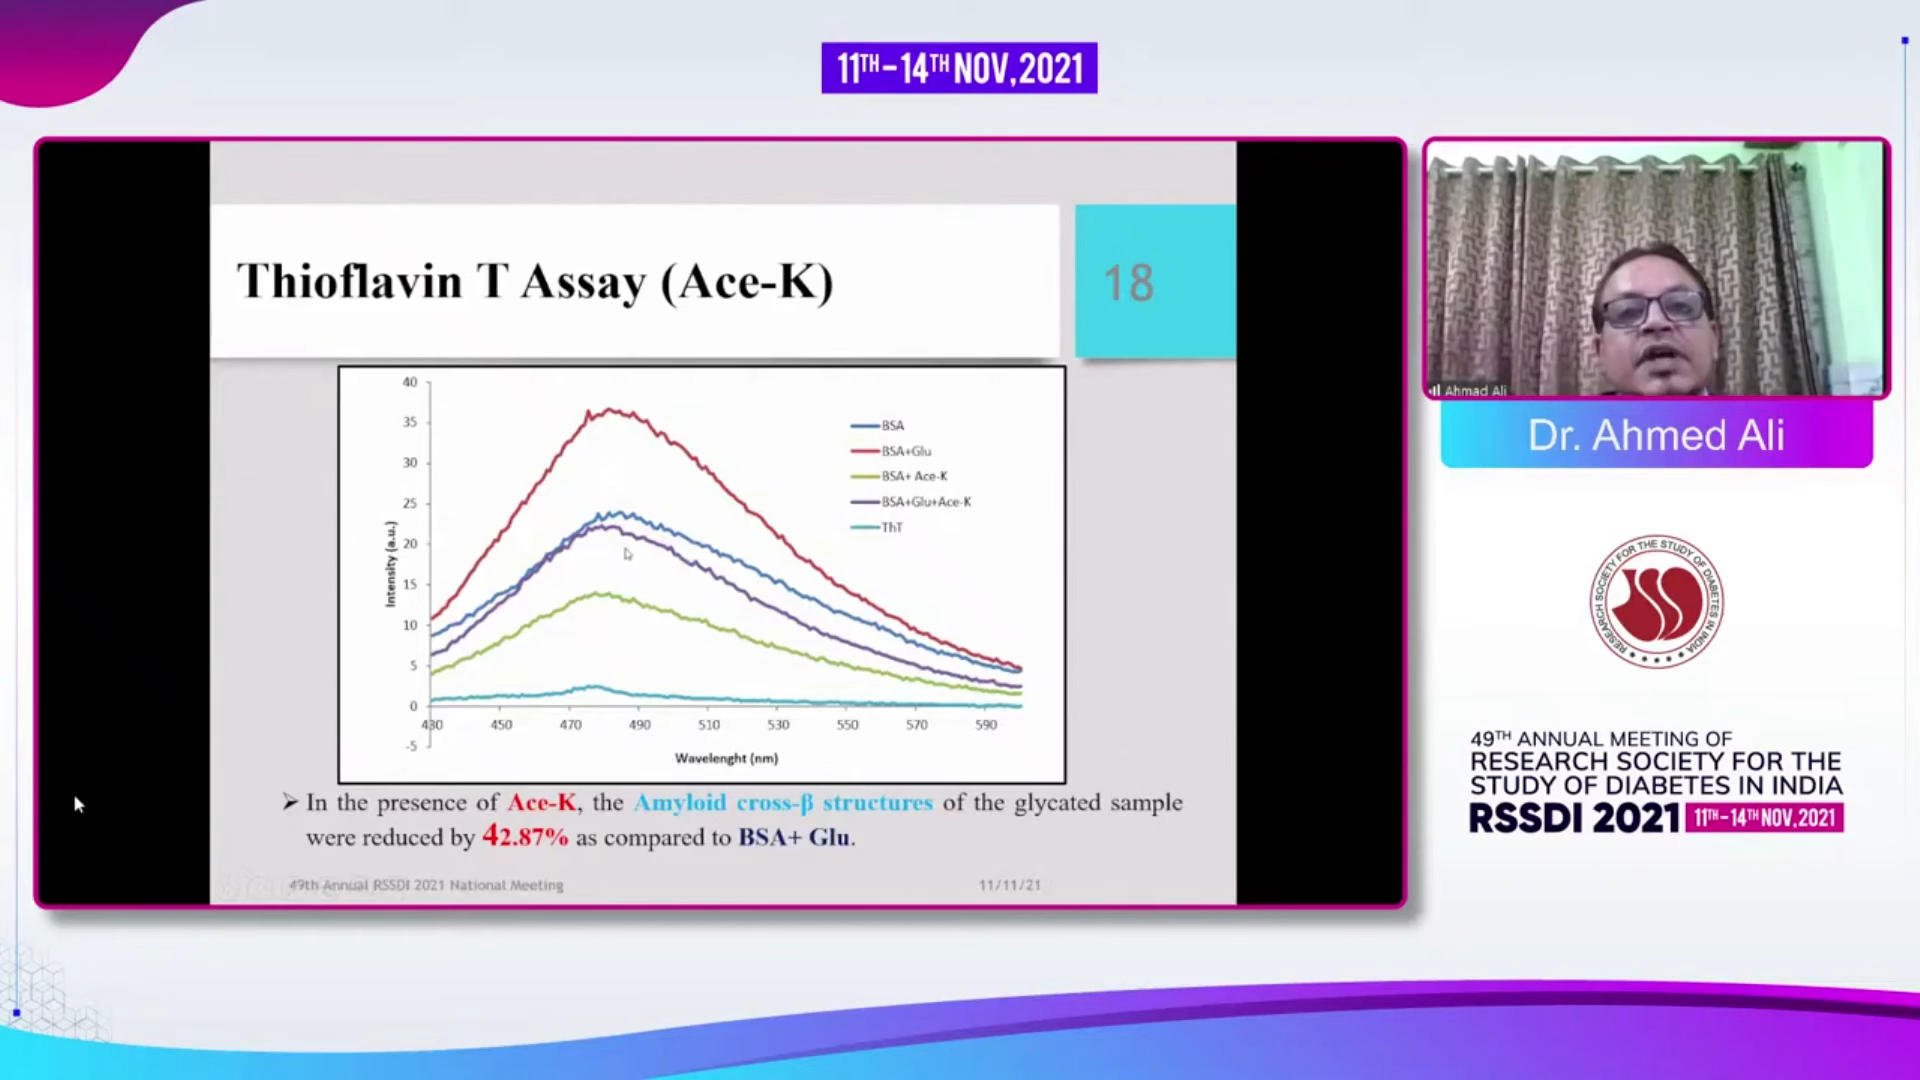 11TH-14TH NOV, 2021
Thioflavin T Assay (Ace-K)
18
40
35
30
25
20
15
10
5
0
-5
Intensity (a.u.)
430 450 470 490 510 530 550 570 590
Wavelenght (nm)
BSA
BSA+Glu
BSA+ Ace-K
BSA+Glu+Ace-K
ThT
➢ In the presence of Ace-K, the Amyloid cross-β structures of the glycated sample
were reduced by 42.87% as compared to BSA+ Glu.
49th Annual RSSDI 2021 National Meeting
11/11/21
Ahmad Ali
Dr. Ahmed Ali
RESEARCH SOCIETY FOR THE STUDY OF DIABETES IN INDIA
49TH ANNUAL MEETING OF
RESEARCH SOCIETY FOR THE
STUDY OF DIABETES IN INDIA
RSSDI 2021 11TH-14TH NOV, 2021